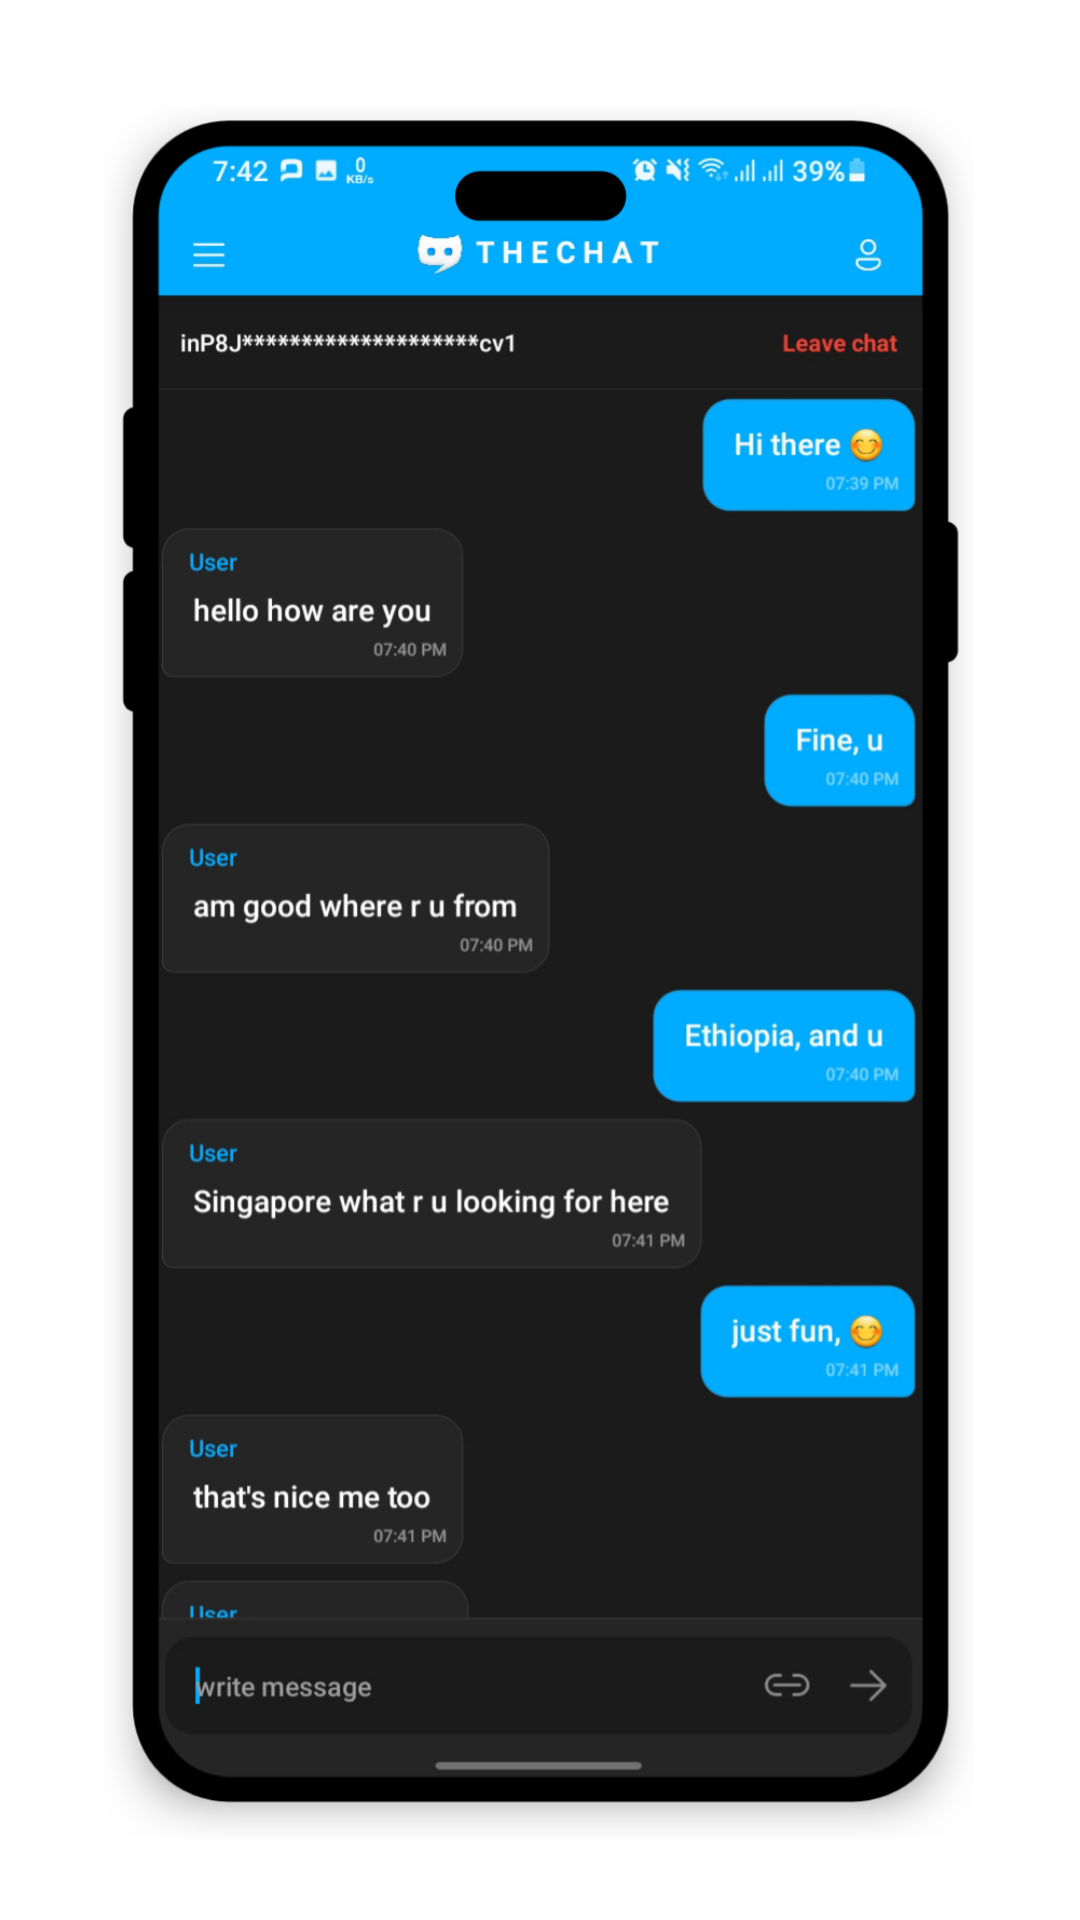 7:42 0 KB/s 39%
THECHAT
inP8J********************cv1 Leave chat
Hi there 😊
07:39 PM
User
hello how are you
07:40 PM
Fine, u
07:40 PM
User
am good where r u from
07:40 PM
Ethiopia, and u
07:40 PM
User
Singapore what r u looking for here
07:41 PM
just fun, 😊
07:41 PM
User
that's nice me too
07:41 PM
User
write message